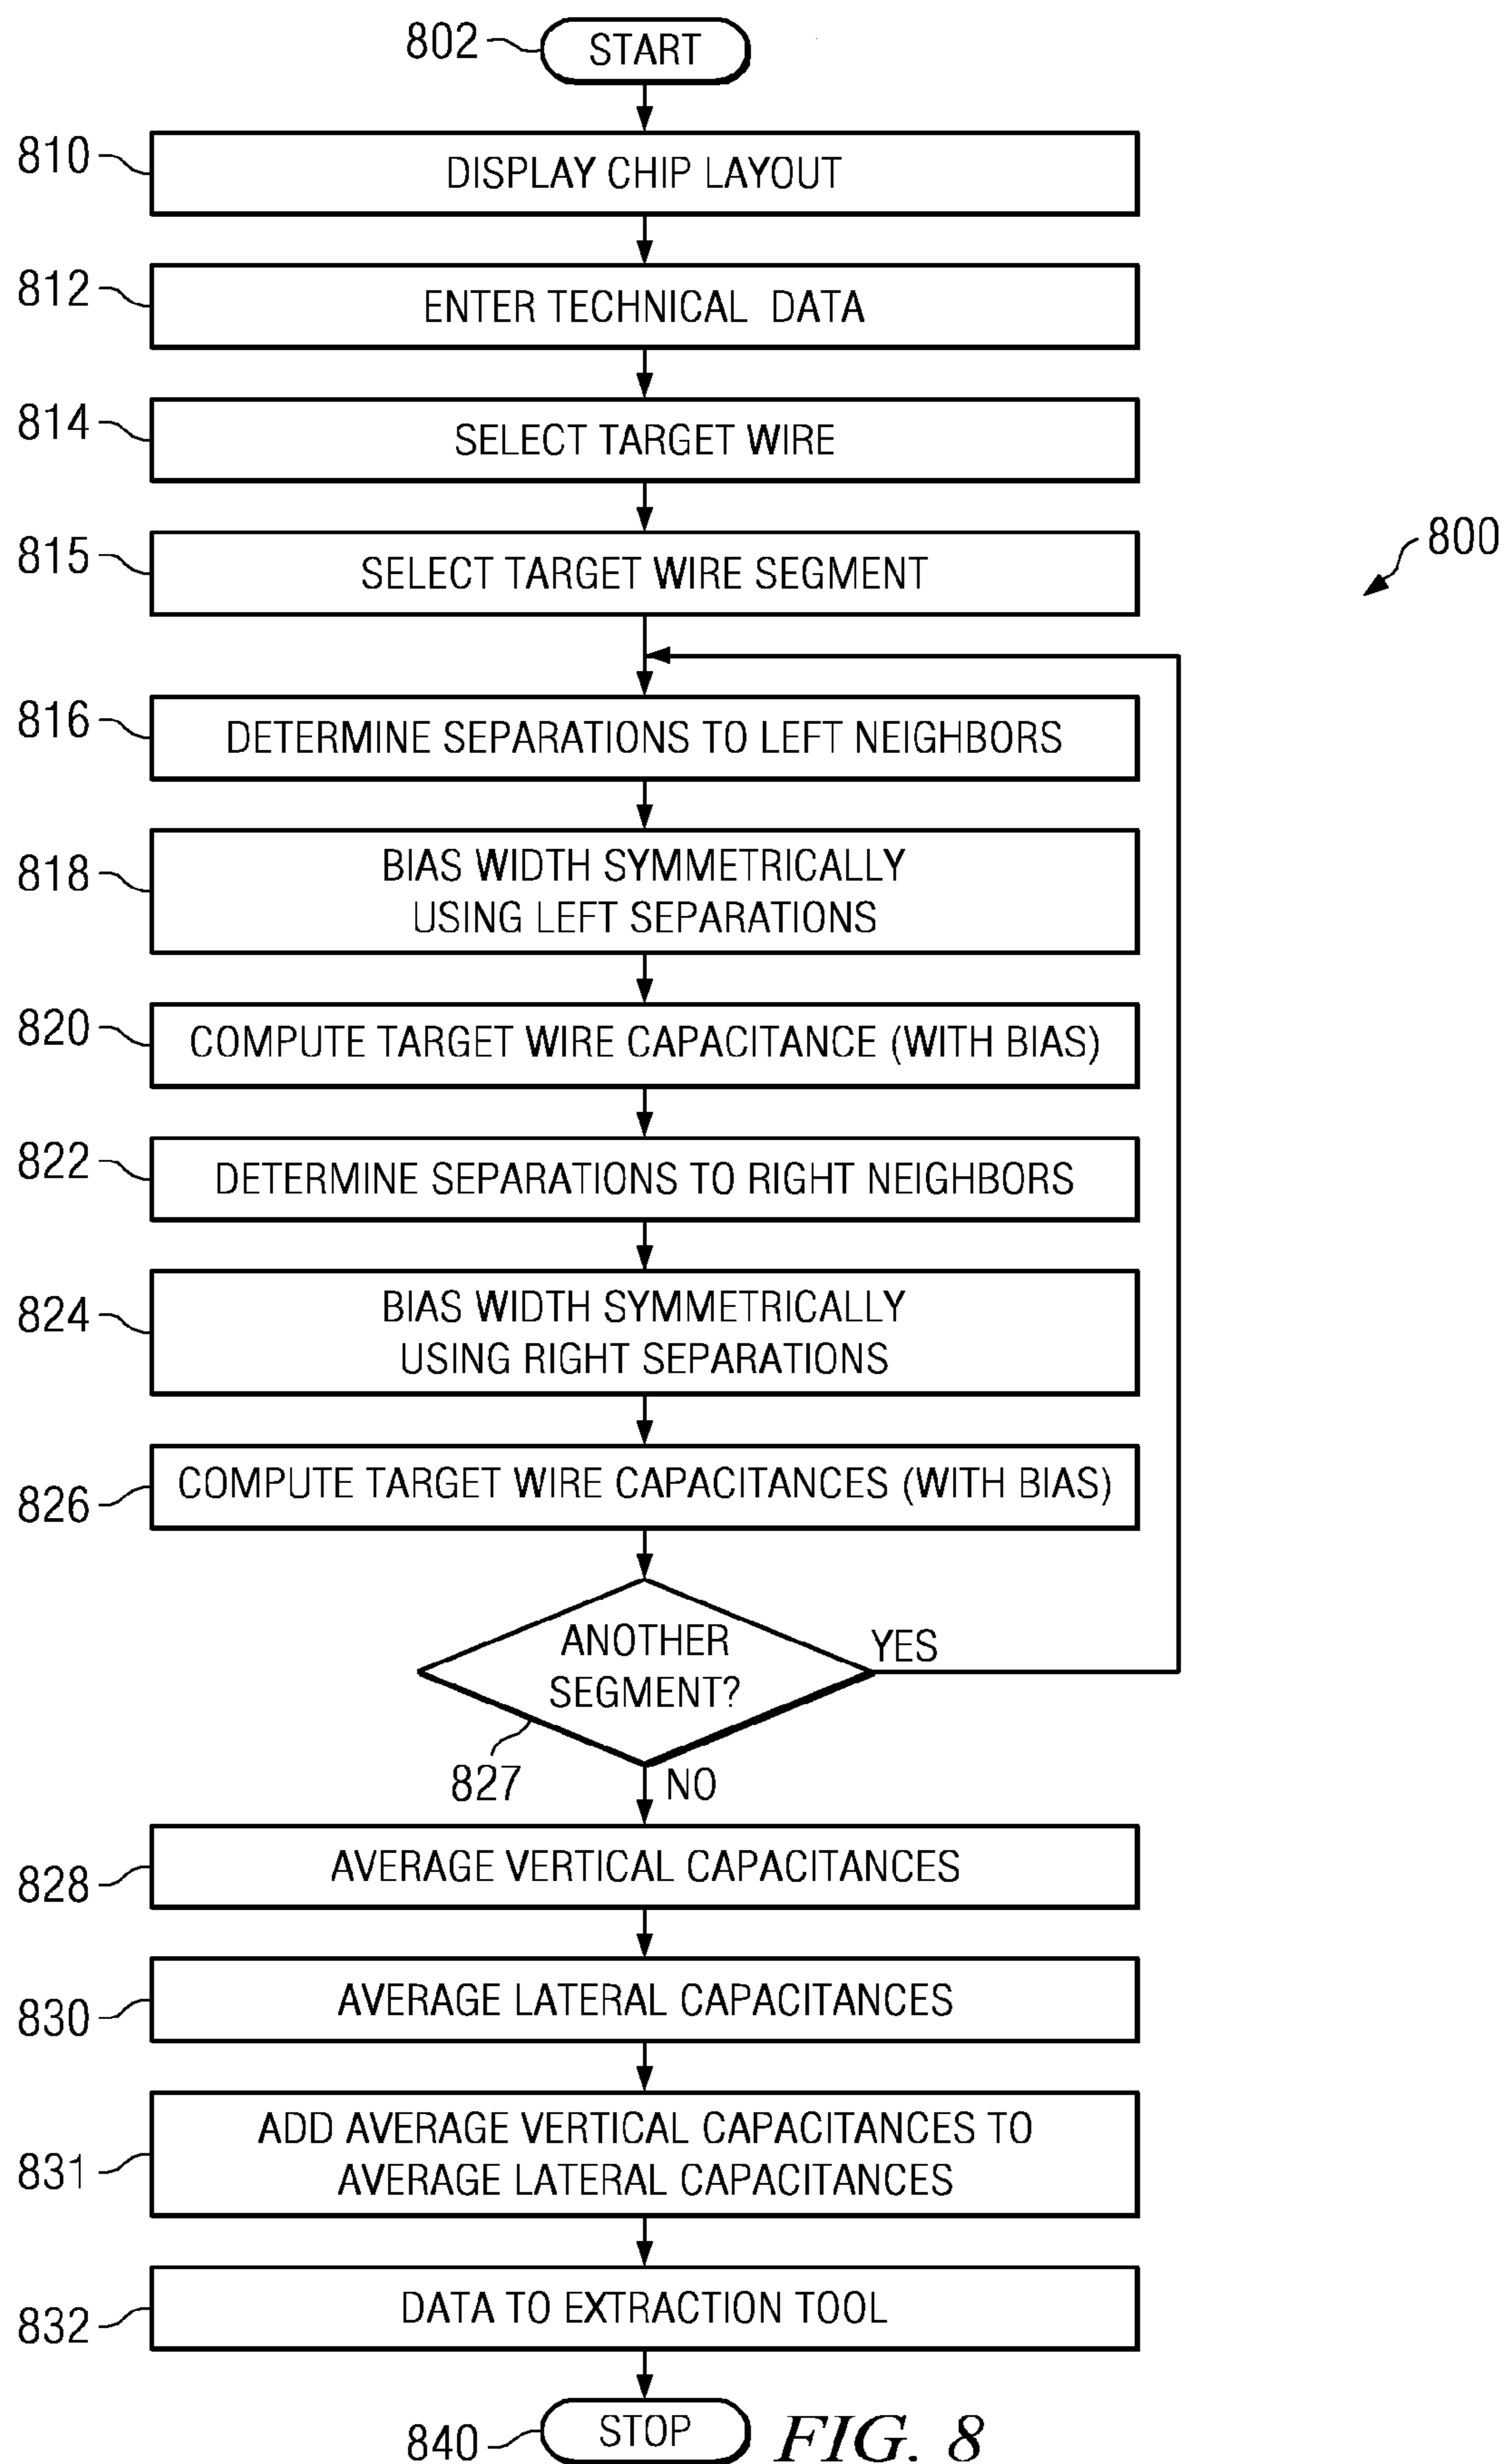 802
START
810
DISPLAY CHIP LAYOUT
812
ENTER TECHNICAL DATA
814
SELECT TARGET WIRE
815
SELECT TARGET WIRE SEGMENT
800
816
DETERMINE SEPARATIONS TO LEFT NEIGHBORS
818
BIAS WIDTH SYMMETRICALLY
USING LEFT SEPARATIONS
820
COMPUTE TARGET WIRE CAPACITANCE (WITH BIAS)
822
DETERMINE SEPARATIONS TO RIGHT NEIGHBORS
824
BIAS WIDTH SYMMETRICALLY
USING RIGHT SEPARATIONS
826
COMPUTE TARGET WIRE CAPACITANCES (WITH BIAS)
ANOTHER
SEGMENT?
YES
827
NO
828
AVERAGE VERTICAL CAPACITANCES
830
AVERAGE LATERAL CAPACITANCES
831
ADD AVERAGE VERTICAL CAPACITANCES TO
AVERAGE LATERAL CAPACITANCES
832
DATA TO EXTRACTION TOOL
840
STOP
FIG. 8